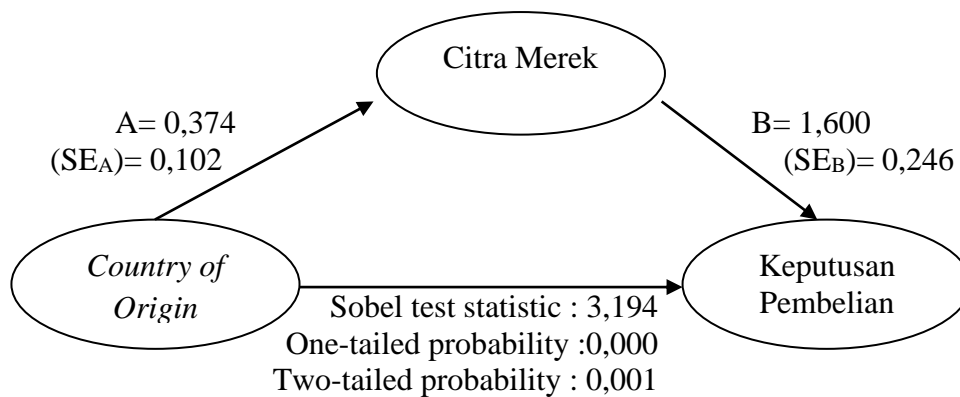 Citra Merek
A= 0,374
(SEA)= 0,102
B= 1,600
(SEB)= 0,246
Country of
Origin
Keputusan
Pembelian
Sobel test statistic : 3,194
One-tailed probability :0,000
Two-tailed probability : 0,001